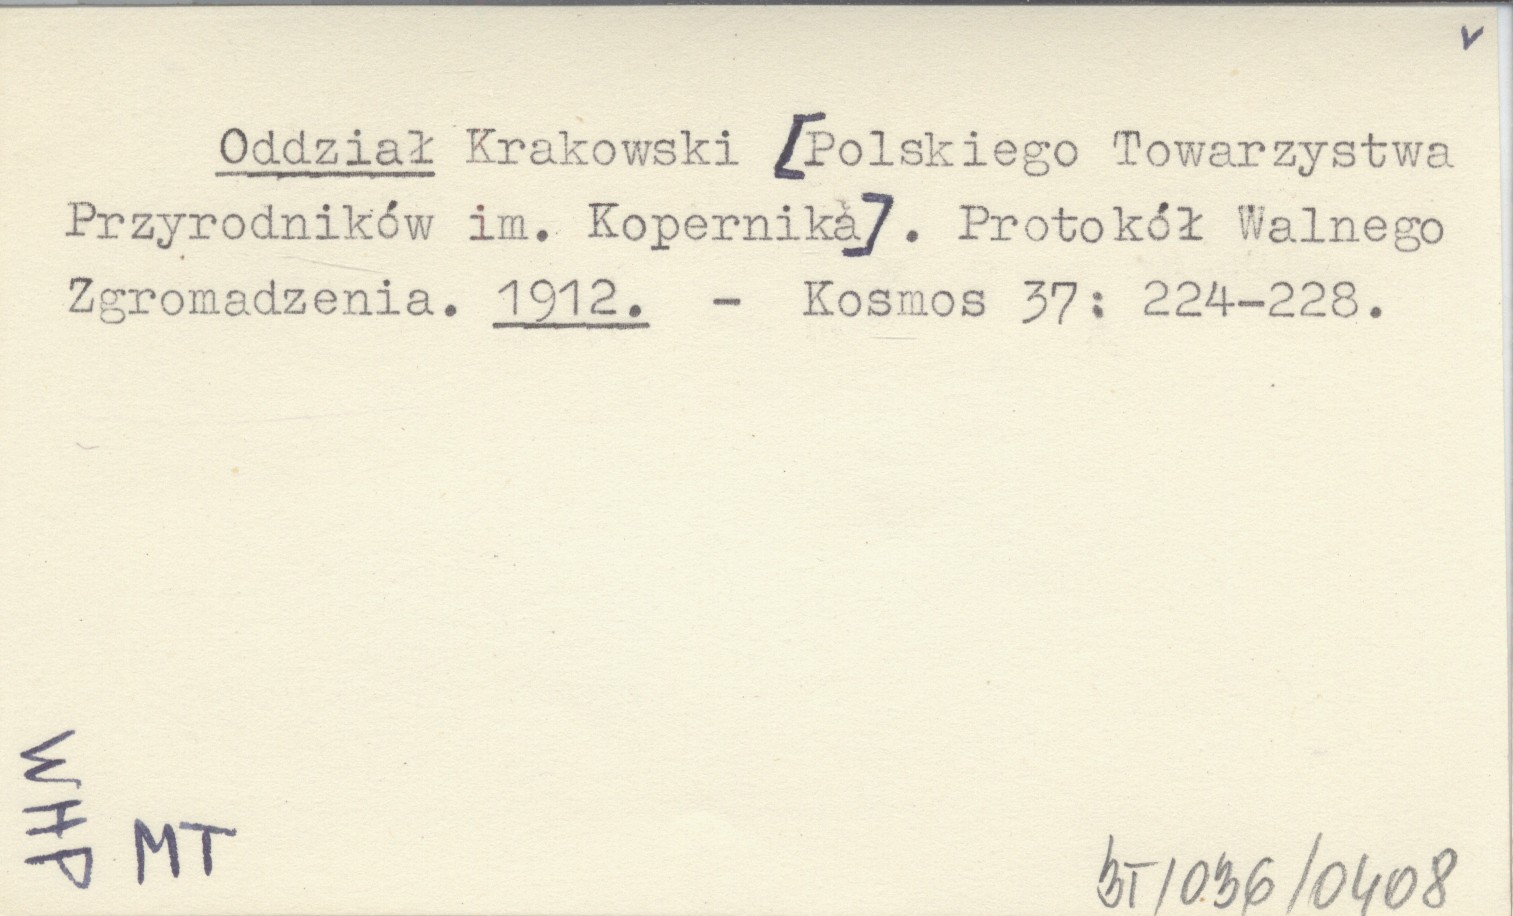 v
Oddział Krakowski [Polskiego Towarzystwa
Przyrodników im. Kopernika]. Protokół Walnego
Zgromadzenia. 1912. - Kosmos 37: 224-228.
WHP
MT
3T/036/0408